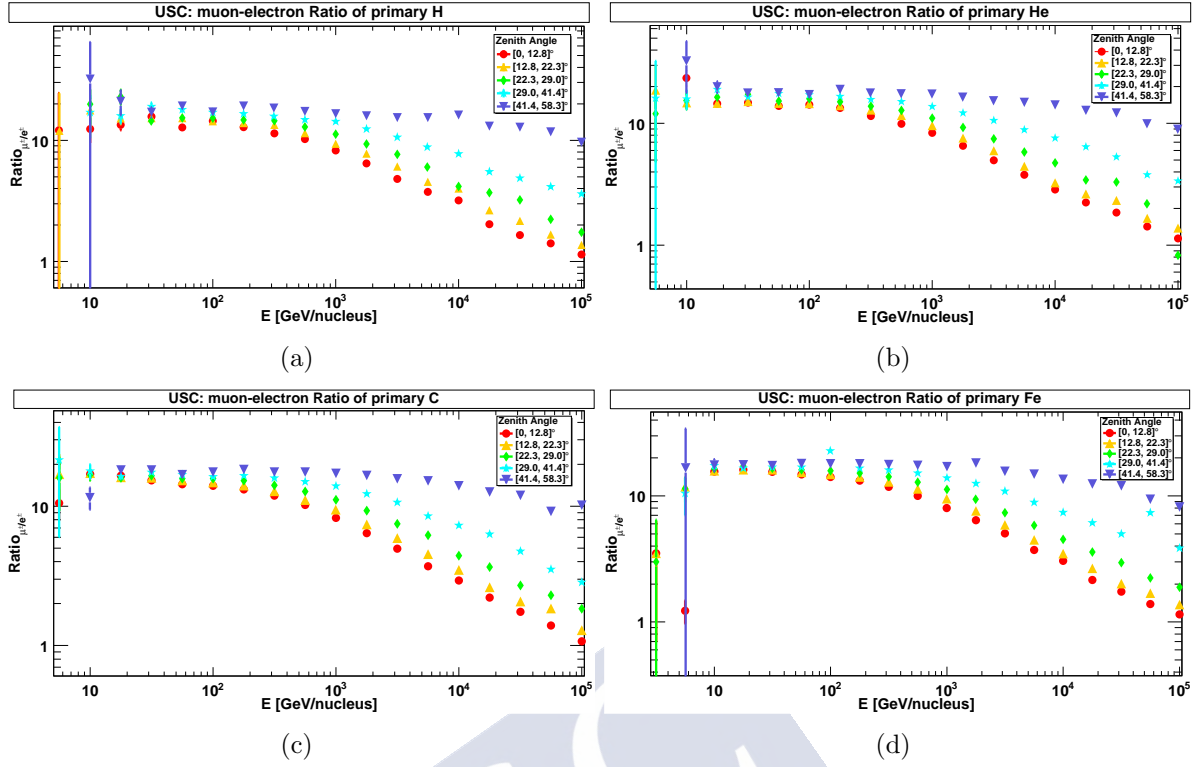 USC: muon-electron Ratio of primary H
Ratio μ±/e±
10
1
Zenith Angle
[0, 12.8]°
[12.8, 22.3]°
[22.3, 29.0]°
[29.0, 41.4]°
[41.4, 58.3]°
10 10² 10³ 10⁴ 10⁵
E [GeV/nucleus]
(a)
USC: muon-electron Ratio of primary He
Ratio μ±/e±
10
1
Zenith Angle
[0, 12.8]°
[12.8, 22.3]°
[22.3, 29.0]°
[29.0, 41.4]°
[41.4, 58.3]°
10 10² 10³ 10⁴ 10⁵
E [GeV/nucleus]
(b)
USC: muon-electron Ratio of primary C
Ratio μ±/e±
10
1
Zenith Angle
[0, 12.8]°
[12.8, 22.3]°
[22.3, 29.0]°
[29.0, 41.4]°
[41.4, 58.3]°
10 10² 10³ 10⁴ 10⁵
E [GeV/nucleus]
(c)
USC: muon-electron Ratio of primary Fe
Ratio μ±/e±
10
1
Zenith Angle
[0, 12.8]°
[12.8, 22.3]°
[22.3, 29.0]°
[29.0, 41.4]°
[41.4, 58.3]°
10 10² 10³ 10⁴ 10⁵
E [GeV/nucleus]
(d)